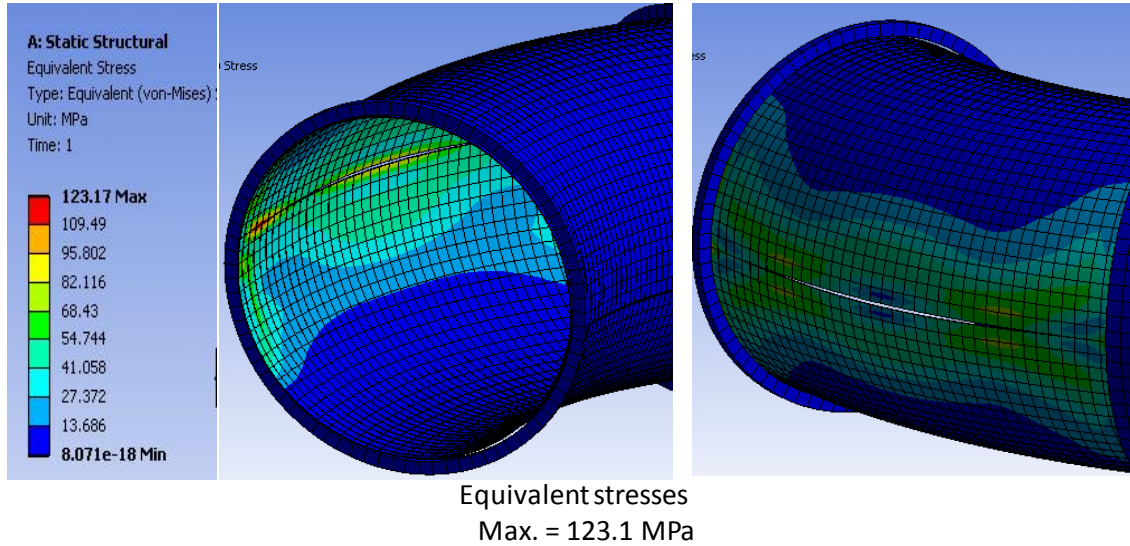 A: Static Structural
Equivalent Stress
Type: Equivalent (von-Mises)
Unit: MPa
Time: 1
123.17 Max
109.49
95.802
82.116
68.43
54.744
41.058
27.372
13.686
8.071e-18 Min
Stress
ss
Equivalent stresses
Max. = 123.1 MPa